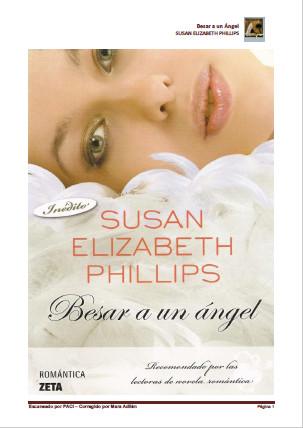 Besar a un Ángel
SUSAN ELIZABETH PHILLIPS
Inédito
SUSAN
ELIZABETH
PHILLIPS
Besar a un ángel
ROMÁNTICA
ZETA
Recomendado por las
lectoras de novela romántica
Escaneado por PACI – Corregido por Mara Adilén
Página 1